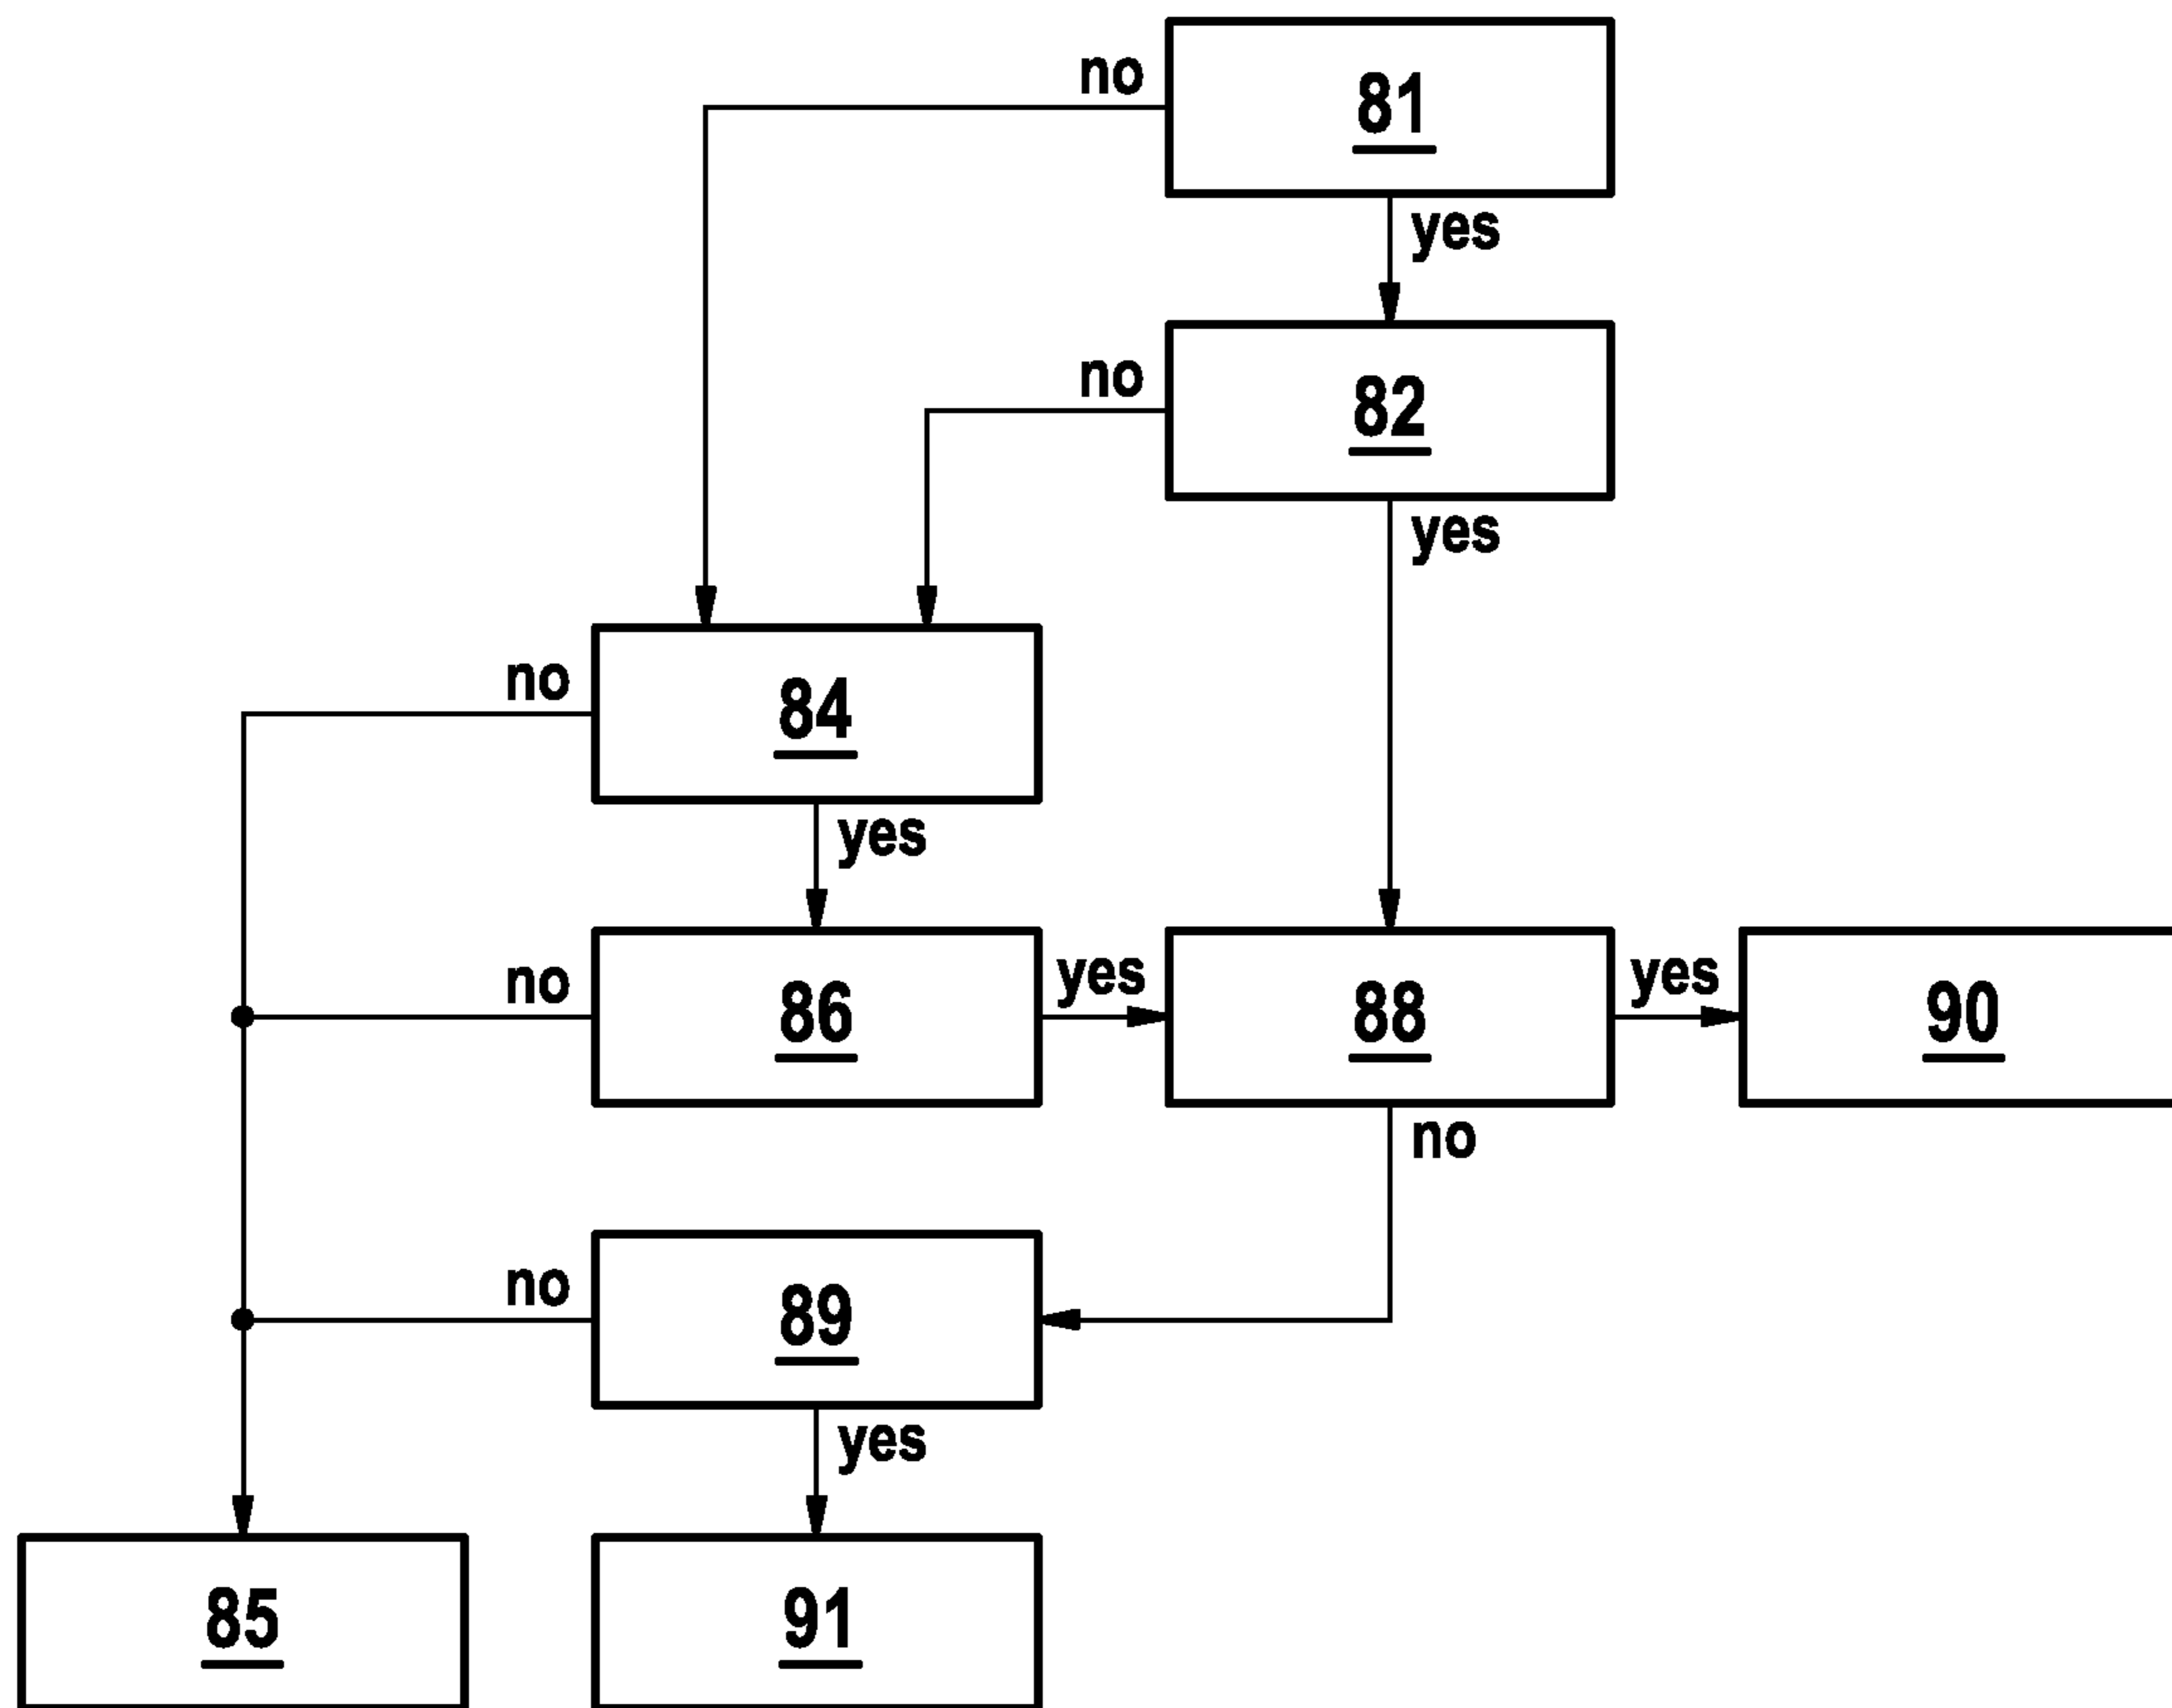 no
81
yes
no
82
yes
no
84
yes
no
86
yes
88
yes
90
no
no
89
yes
85
91